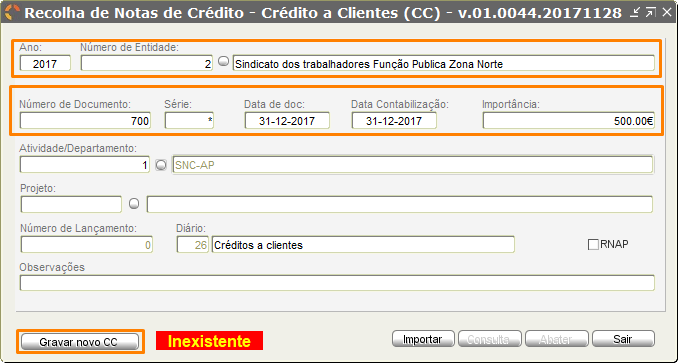 Recolha de Notas de Crédito - Crédito a Clientes (CC) - v.01.0044.20171128
Ano: Número de Entidade:
2017 2 Sindicato dos trabalhadores Função Publica Zona Norte
Número de Documento: Série: Data de doc: Data Contabilização: Importância:
700 * 31-12-2017 31-12-2017 500.00€
Atividade/Departamento:
1 SNC-AP
Projeto:
Número de Lançamento: Diário:
0 26 Créditos a clientes RNAP
Observações
Gravar novo CC Inexistente Importar Consulta Abater Sair